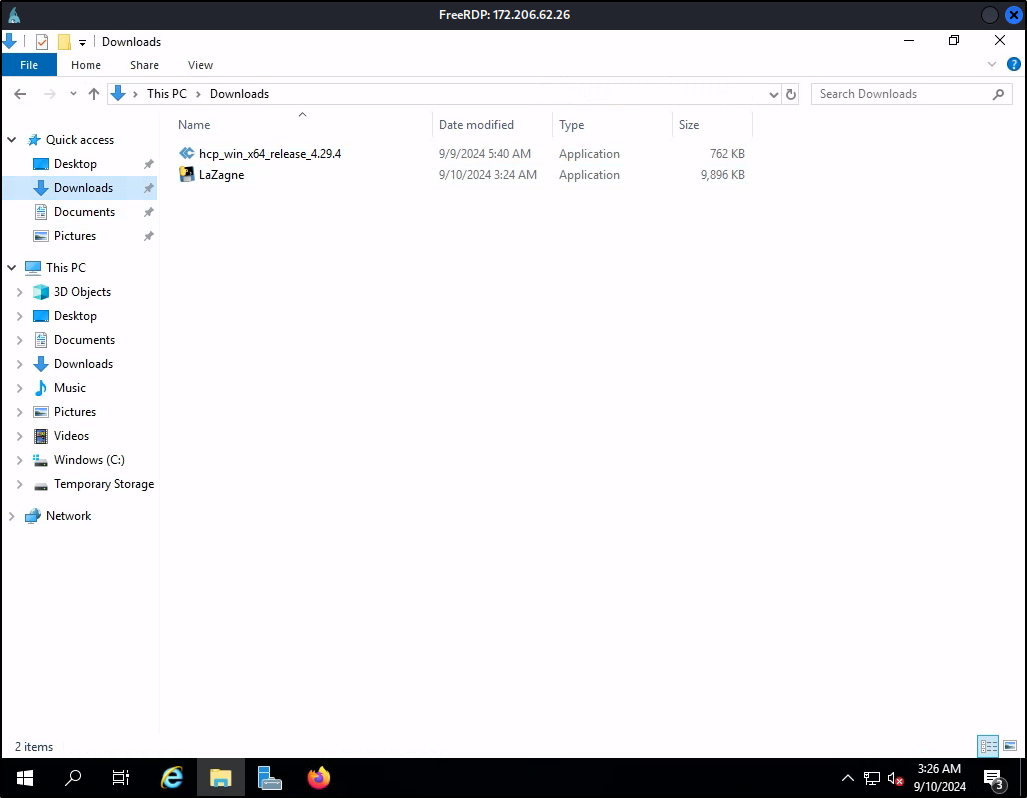 FreeRDP: 172.206.62.26
Downloads
File Home Share View
This PC Downloads
Search Downloads
Name Date modified Type Size
hcp_win_x64_release_4.29.4 9/9/2024 5:40 AM Application 762 KB
LaZagne 9/10/2024 3:24 AM Application 9,896 KB
Quick access
Desktop
Downloads
Documents
Pictures
This PC
3D Objects
Desktop
Documents
Downloads
Music
Pictures
Videos
Windows (C:)
Temporary Storage
Network
2 items
3:26 AM
9/10/2024
3